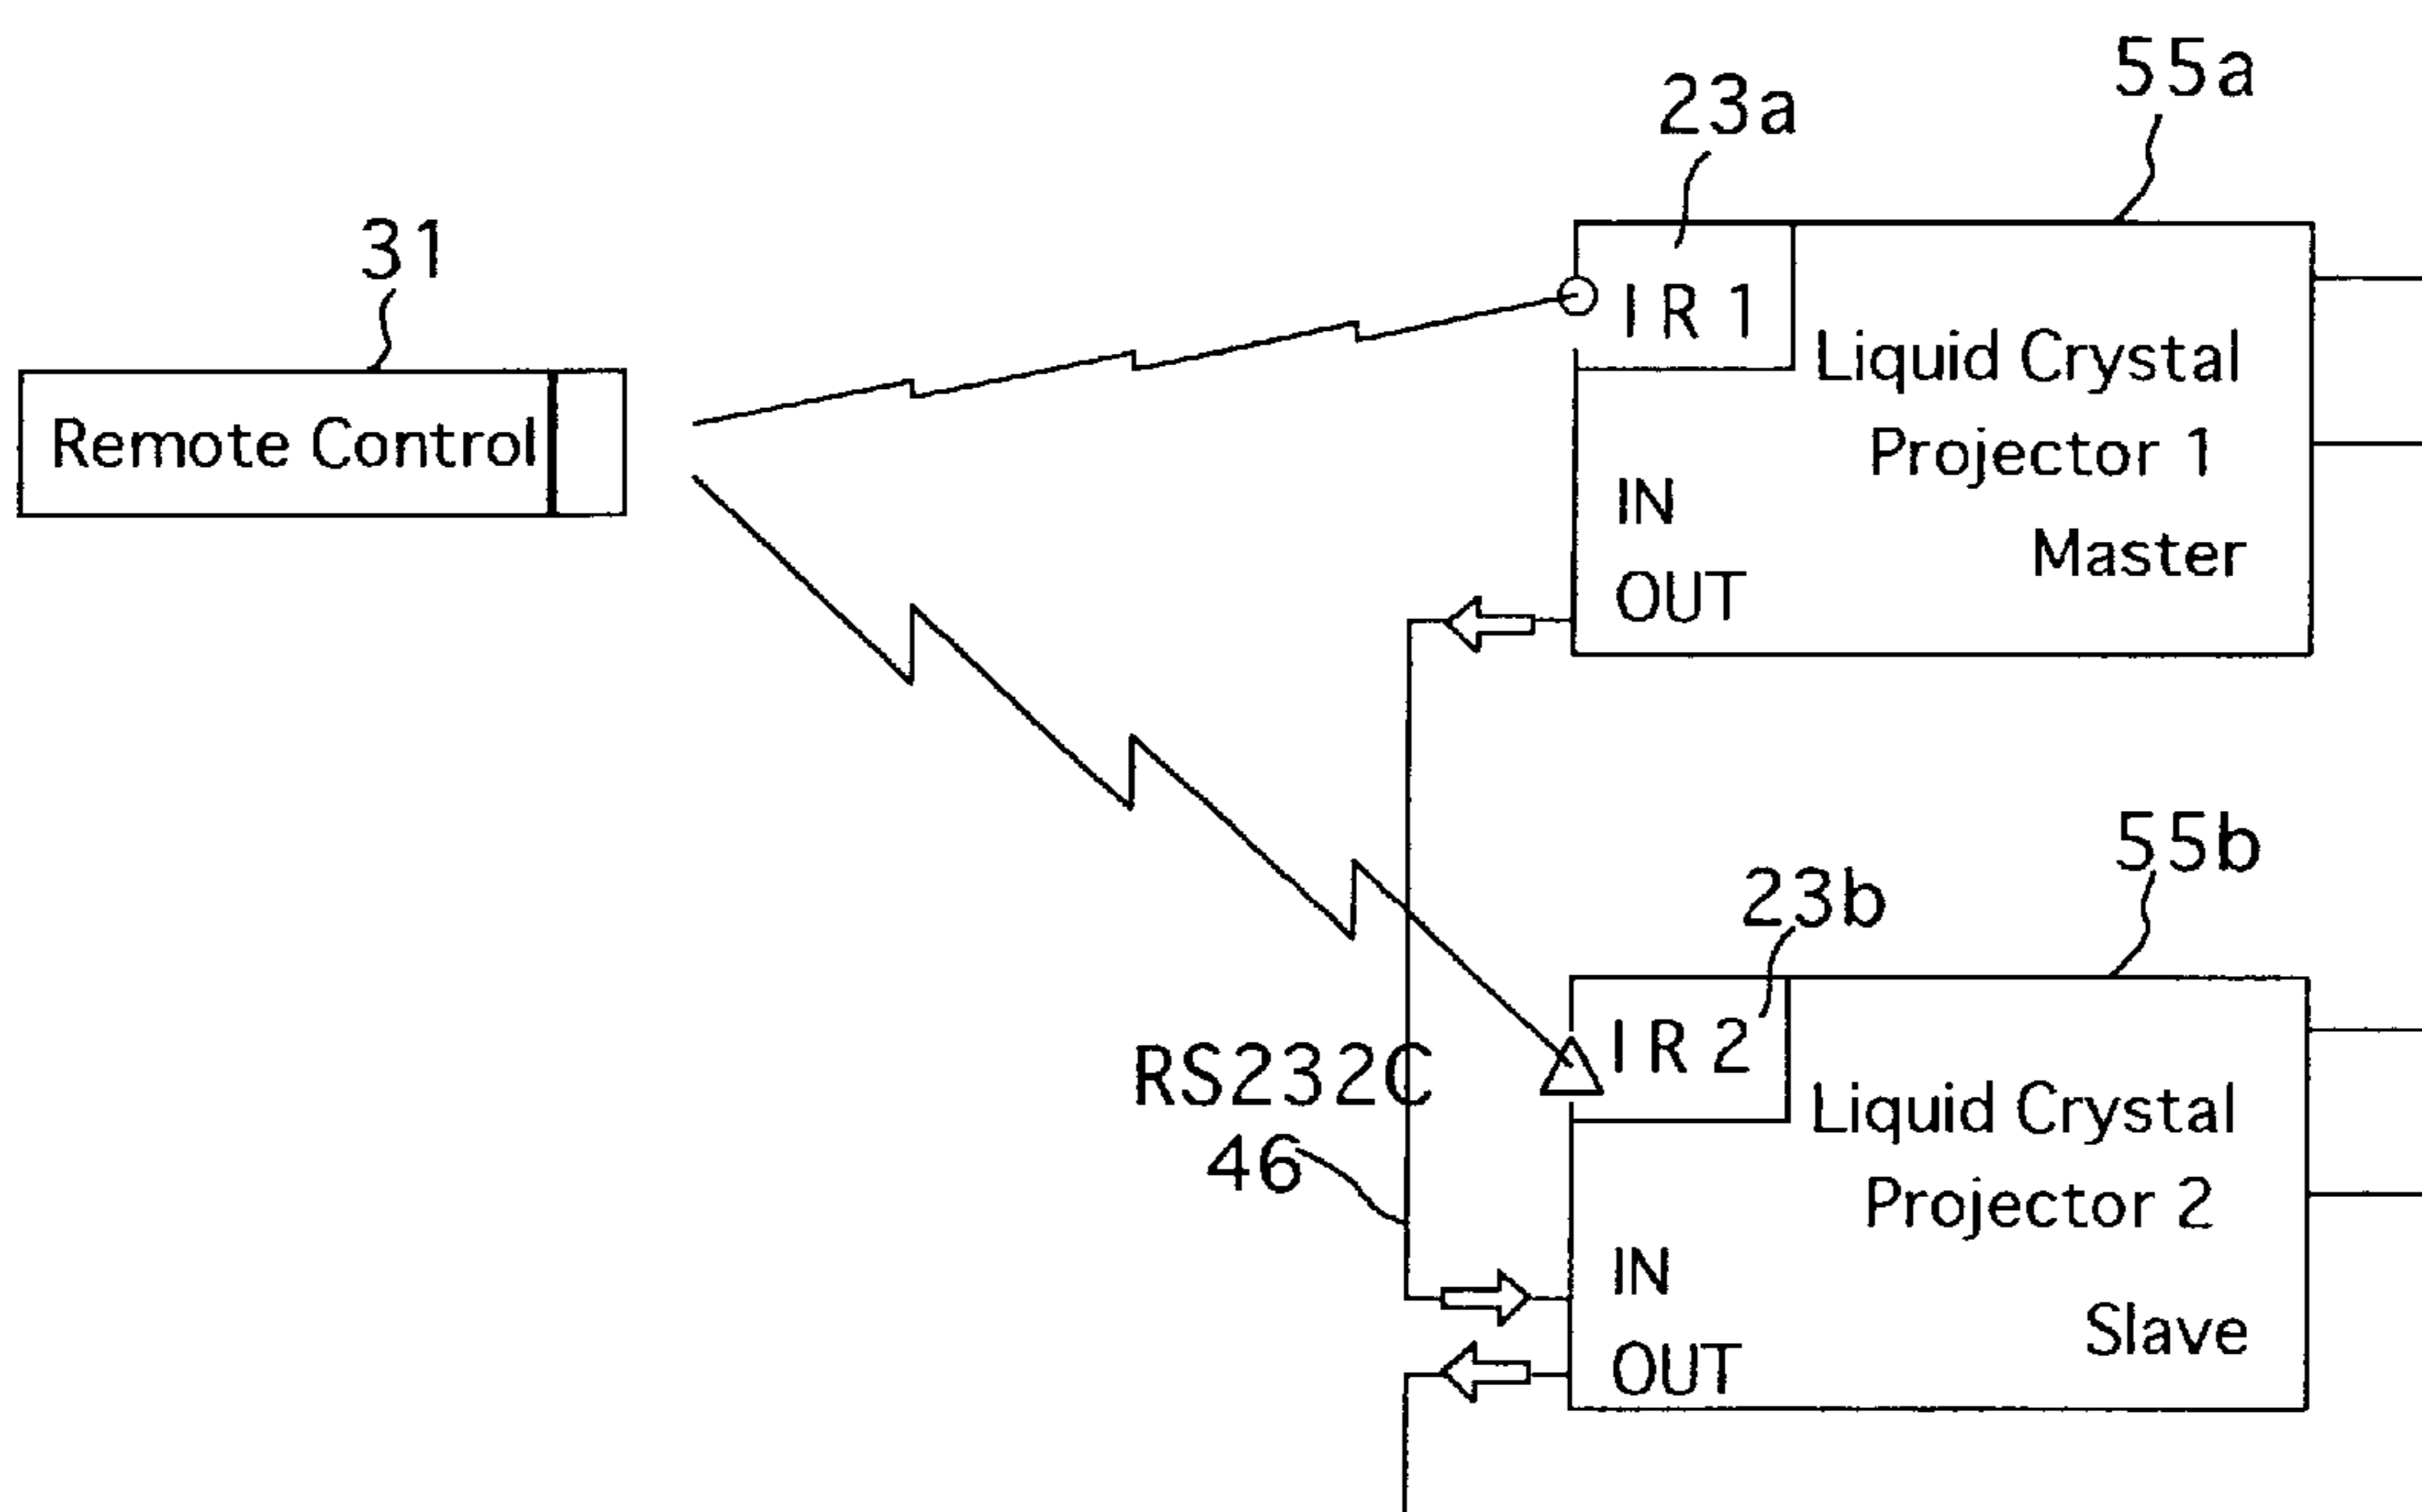 55a
23a
31
IR1
Liquid Crystal
Projector 1
Master
Remote Control
IN
OUT
55b
23b
IR2
RS232C
46
Liquid Crystal
Projector 2
Slave
IN
OUT